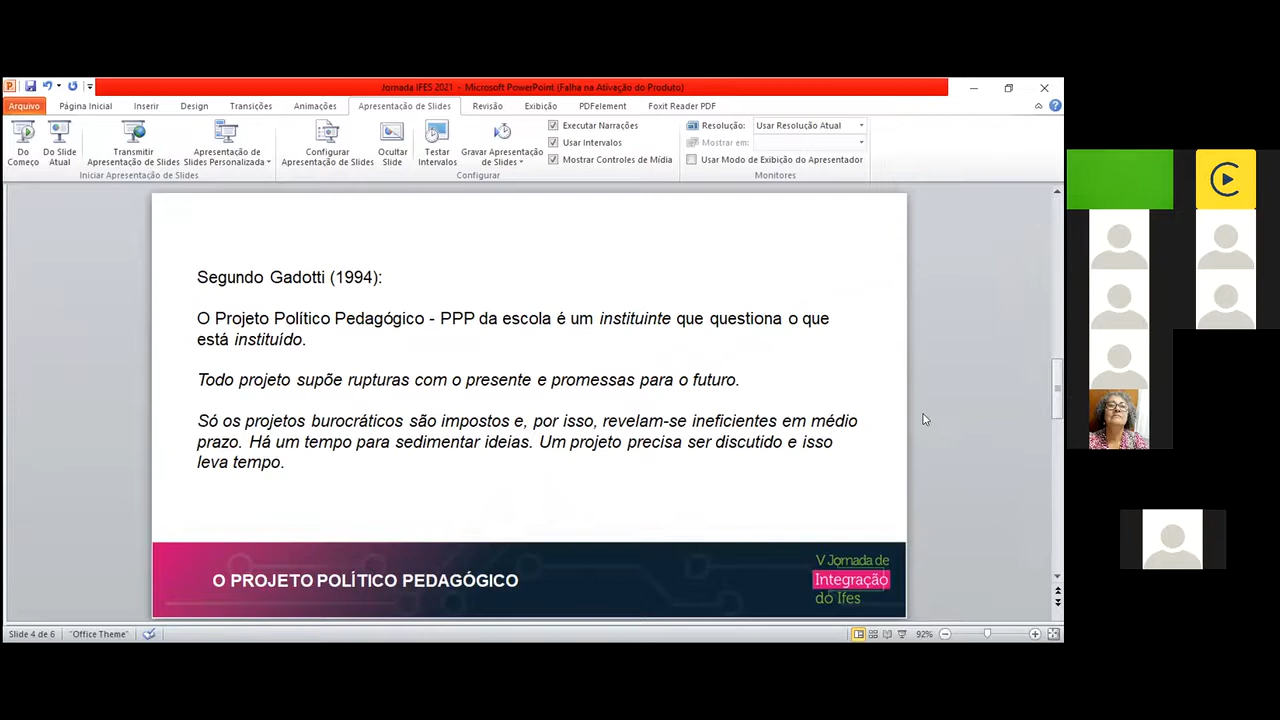 Jornada IFES 2021 - Microsoft PowerPoint (Falha na Ativação do Produto)
Arquivo Página Inicial Inserir Design Transições Animações Apresentação de Slides Revisão Exibição PDFelement Foxit Reader PDF
Do Começo
Do Slide Atual
Transmitir Apresentação de Slides
Apresentação de Slides Personalizada
Iniciar Apresentação de Slides
Configurar Apresentação de Slides
Ocultar Slide
Testar Intervalos
Gravar Apresentação de Slides
Executar Narrações
Usar Intervalos
Mostrar Controles de Mídia
Configurar
Resolução: Usar Resolução Atual
Mostrar em:
Usar Modo de Exibição do Apresentador
Monitores
Segundo Gadotti (1994):
O Projeto Político Pedagógico - PPP da escola é um instituinte que questiona o que
está instituído.
Todo projeto supõe rupturas com o presente e promessas para o futuro.
Só os projetos burocráticos são impostos e, por isso, revelam-se ineficientes em médio
prazo. Há um tempo para sedimentar ideias. Um projeto precisa ser discutido e isso
leva tempo.
O PROJETO POLÍTICO PEDAGÓGICO
V Jornada de
Integração
do Ifes
Slide 4 de 6 "Office Theme" 92%